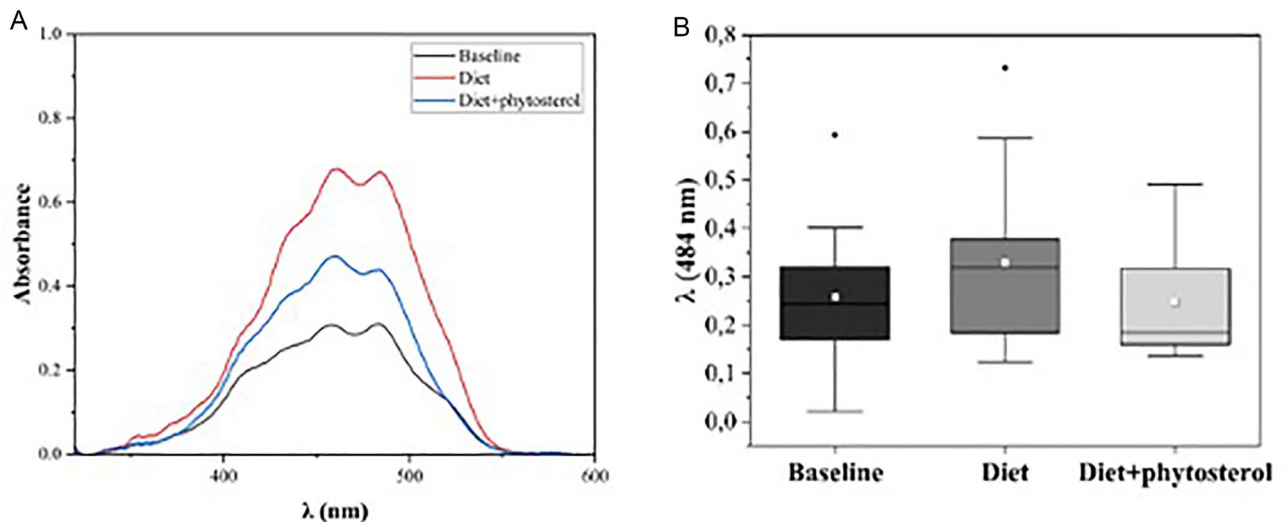 A
Absorbance
1.0
0.8
0.6
0.4
0.2
0.0
400
500
600
λ (nm)
Baseline
Diet
Diet+phytosterol
B
λ (484 nm)
0,8
0,7
0,6
0,5
0,4
0,3
0,2
0,1
0,0
Baseline
Diet
Diet+phytosterol